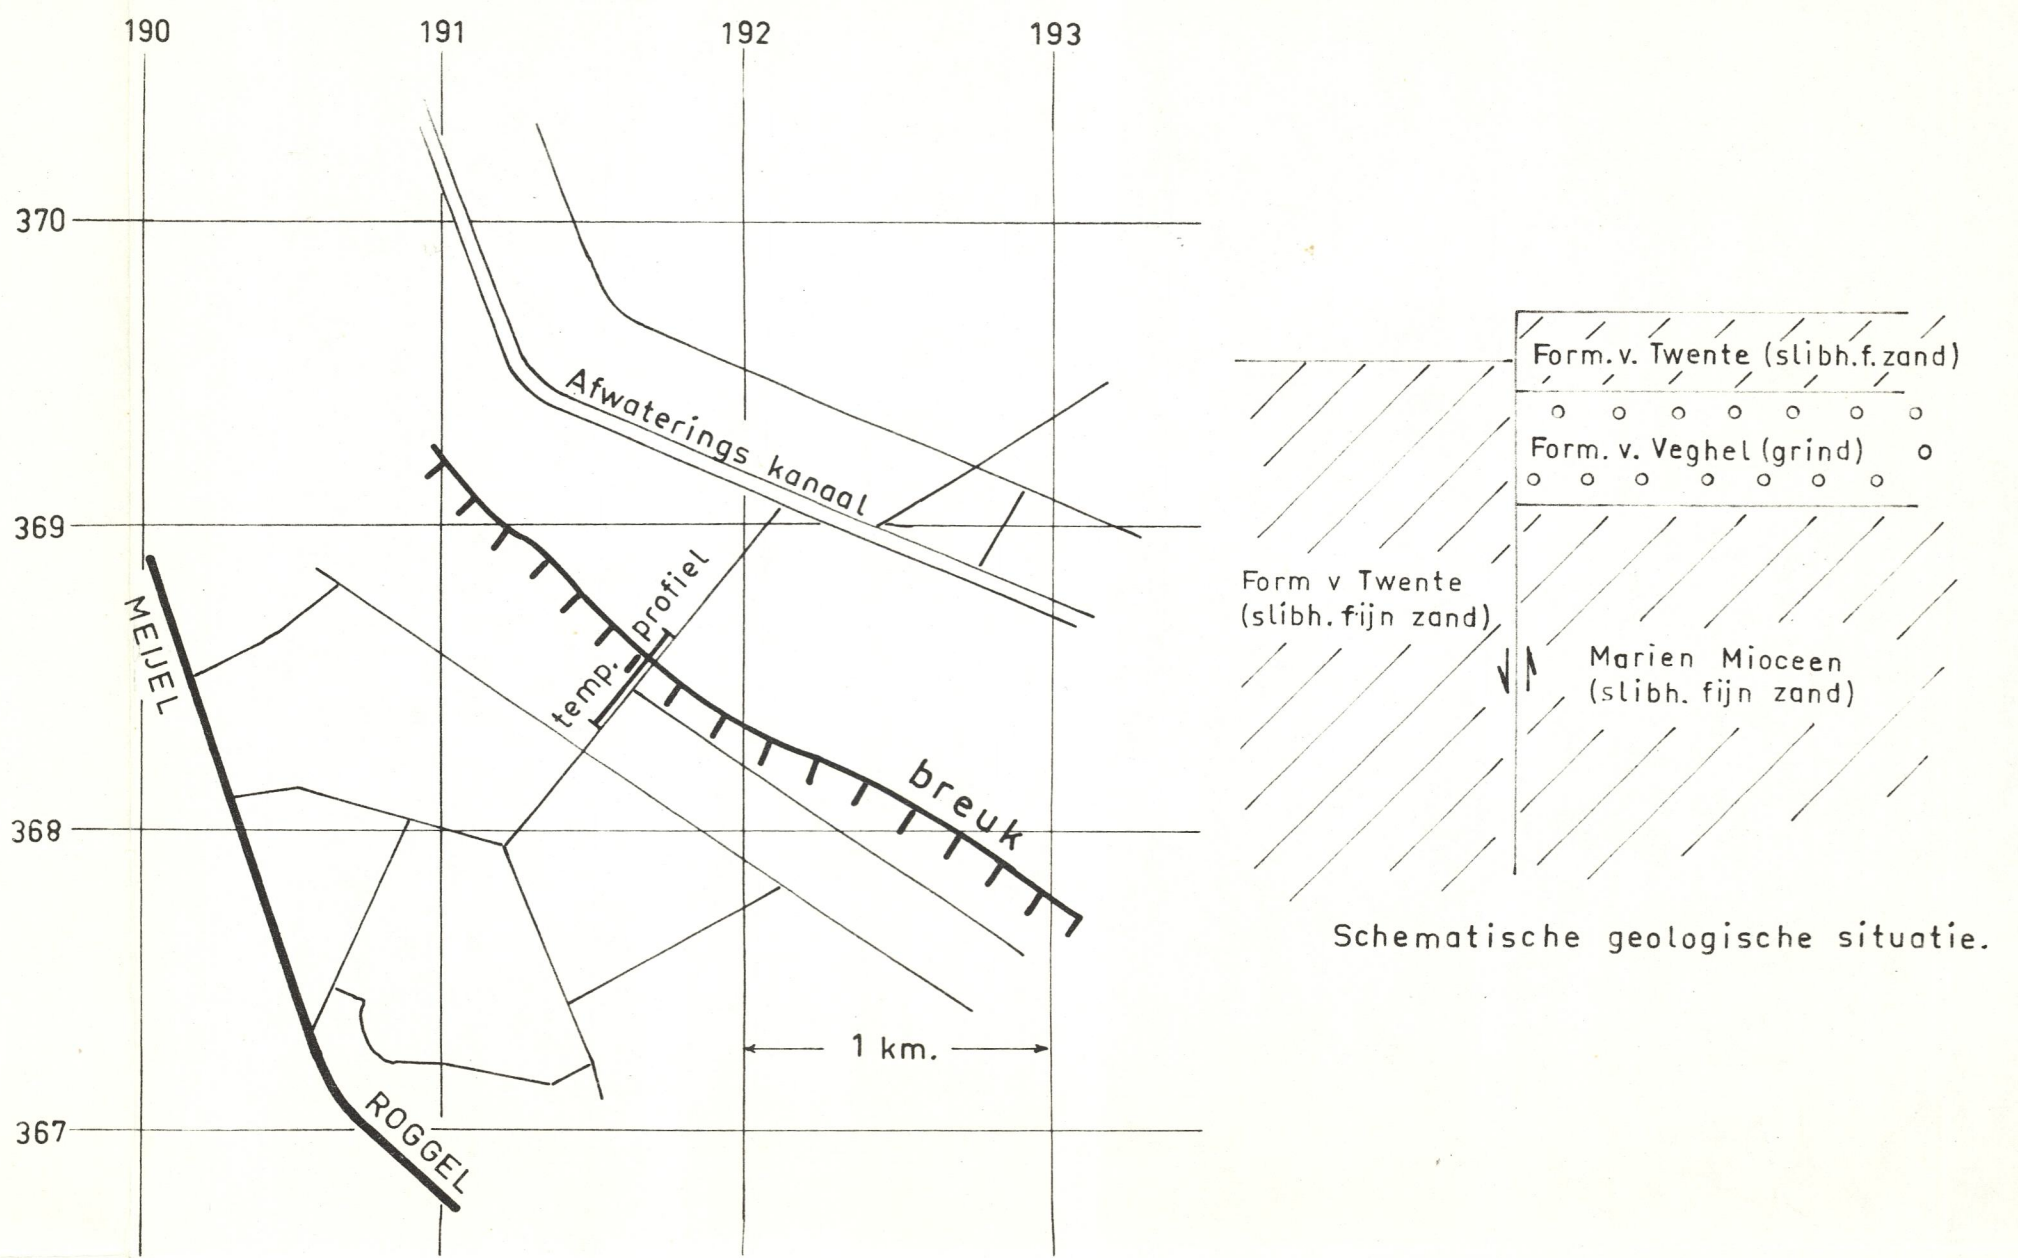 190 191 192 193
370
369
368
367
Afwaterings kanaal
temp. profiel
breuk
MEIJEL
ROGGEL
1 km.
Form. v. Twente (slibh. f. zand)
Form. v. Veghel (grind)
Form v Twente
(slibh. fijn zand)
Marien Mioceen
(slibh. fijn zand)
Schematische geologische situatie.